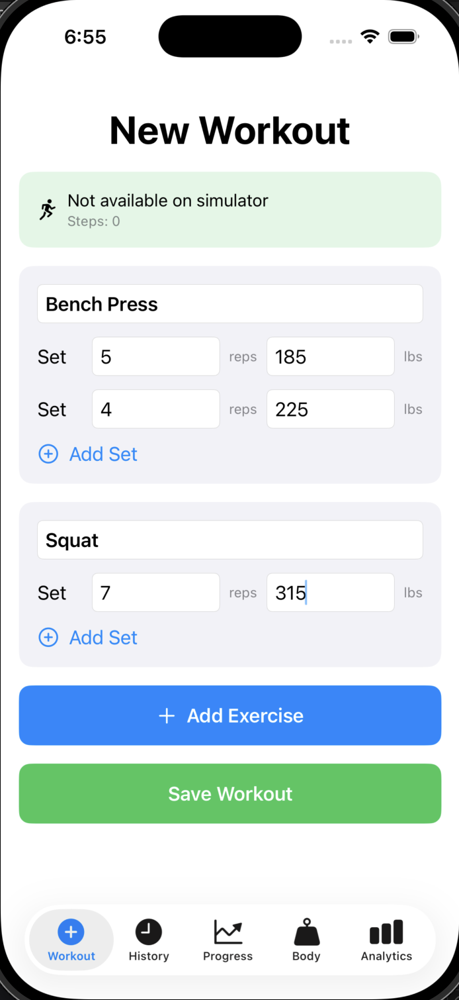 6:55
New Workout
Not available on simulator
Steps: 0
Bench Press
Set 5 reps 185 lbs
Set 4 reps 225 lbs
Add Set
Squat
Set 7 reps 315 lbs
Add Set
+ Add Exercise
Save Workout
Workout History Progress Body Analytics